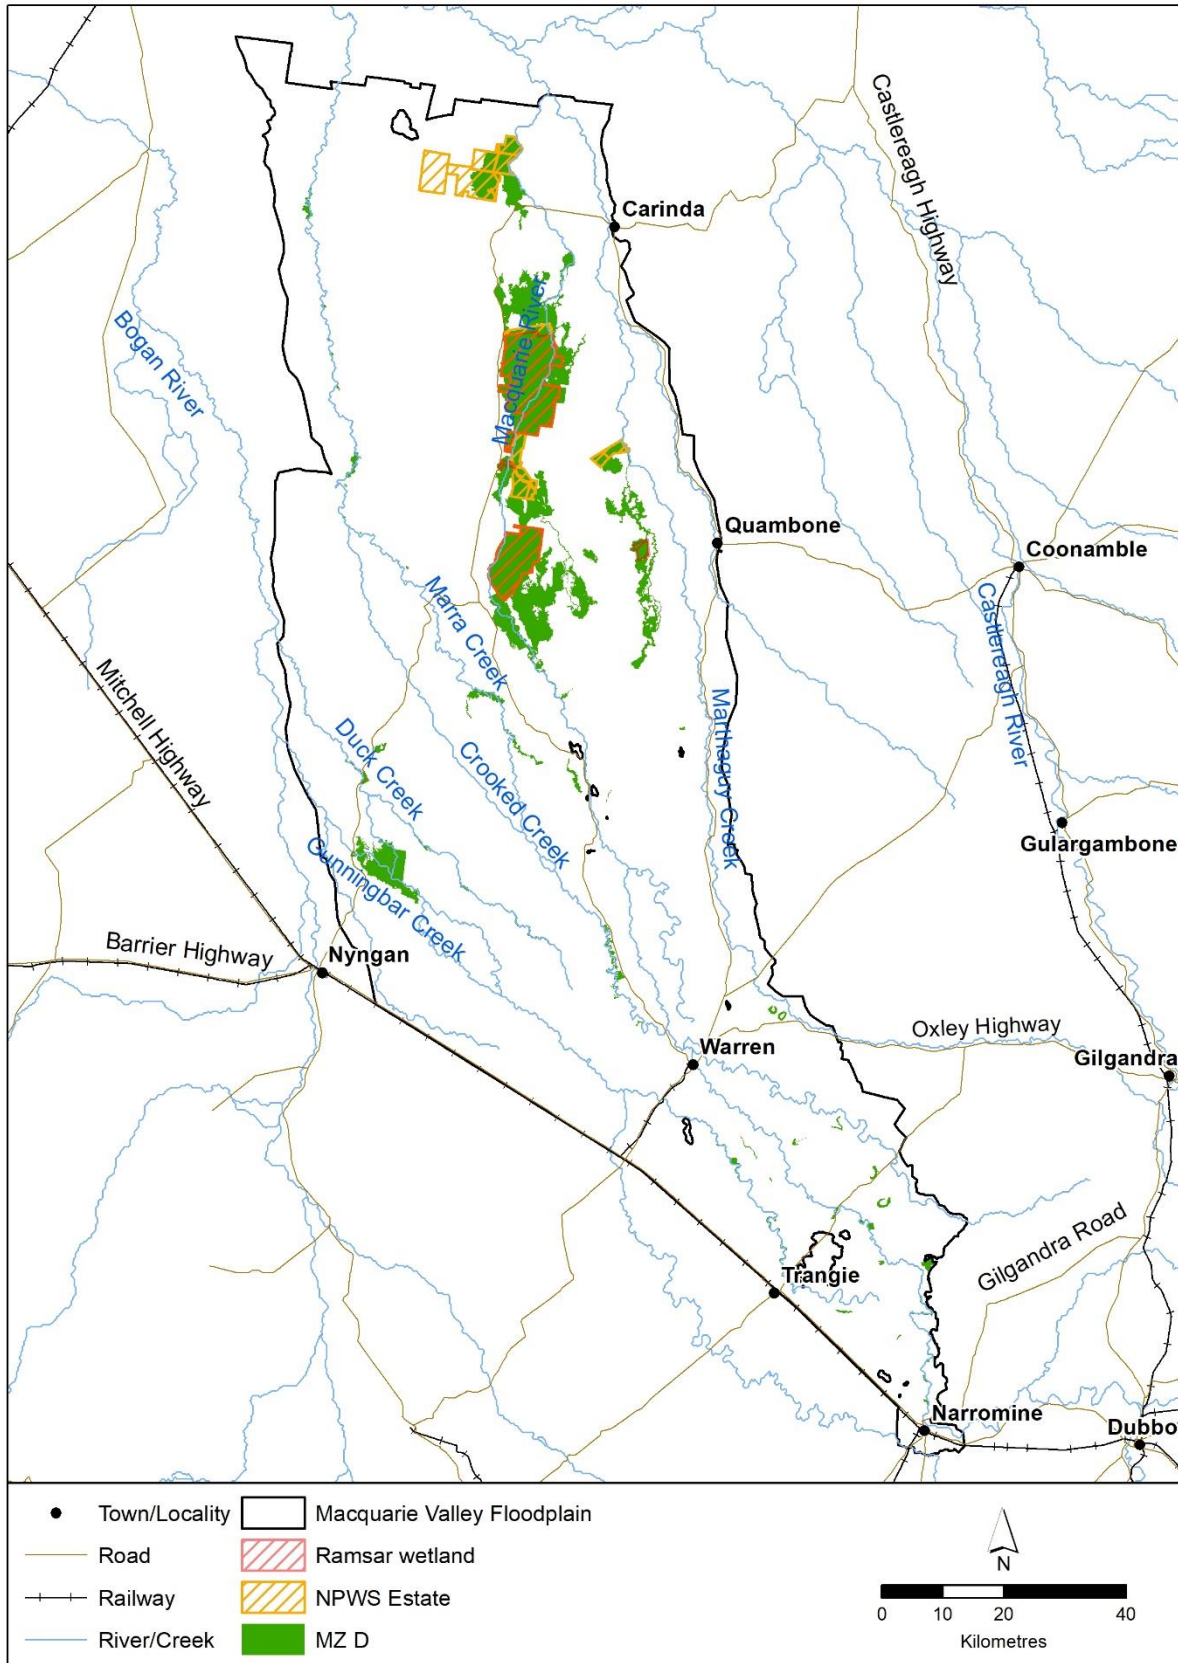 Castlereagh Highway
Carinda
Bogan River
Macquarie River
Quambone
Coonamble
Marra Creek
Castlereagh River
Mitchell Highway
Duck Creek
Crooked Creek
Marthaguy Creek
Gulargambone
Gunningbar Creek
Barrier Highway
Nyngan
Oxley Highway
Warren
Gilgandra
Gilgandra Road
Trangie
Narromine
Dubbo
Town/Locality
Macquarie Valley Floodplain
Road
Ramsar wetland
Railway
NPWS Estate
River/Creek
MZ D
N
0 10 20 40
Kilometres